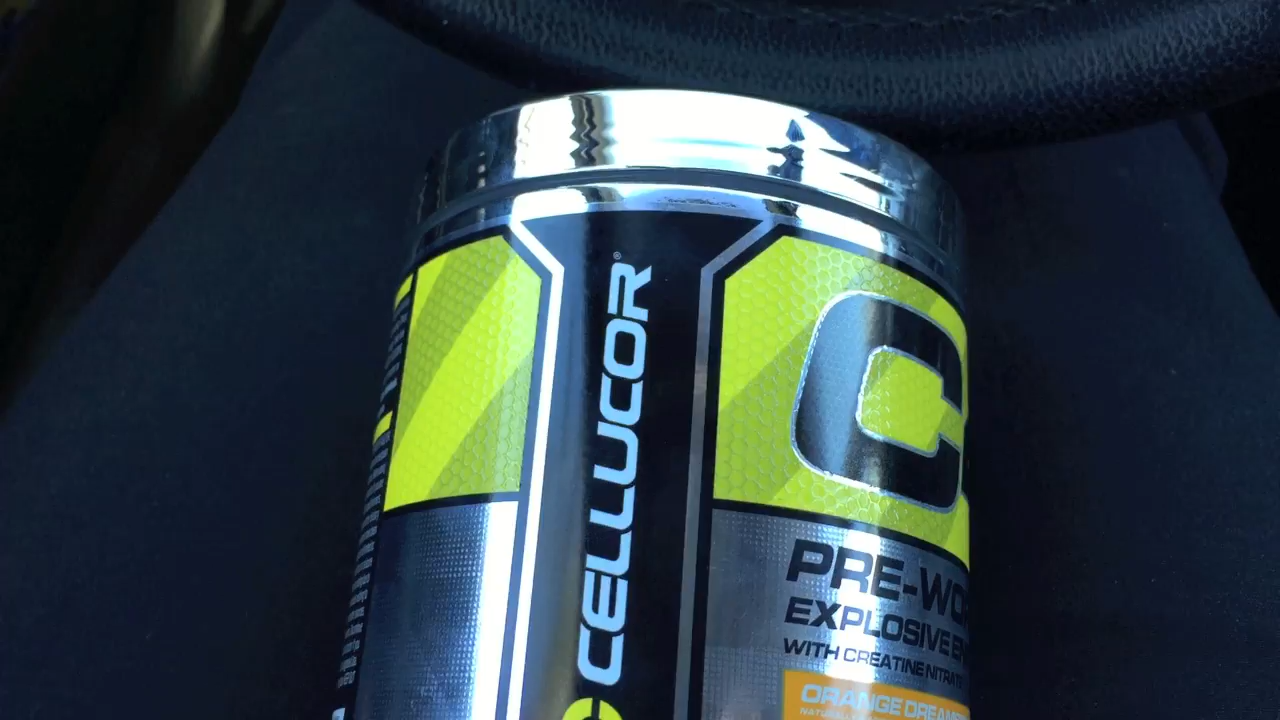 CELLUCOR®
C
PRE-WO
EXPLOSIVE
WITH CREATINE NITRAT
ORANGE DREAM